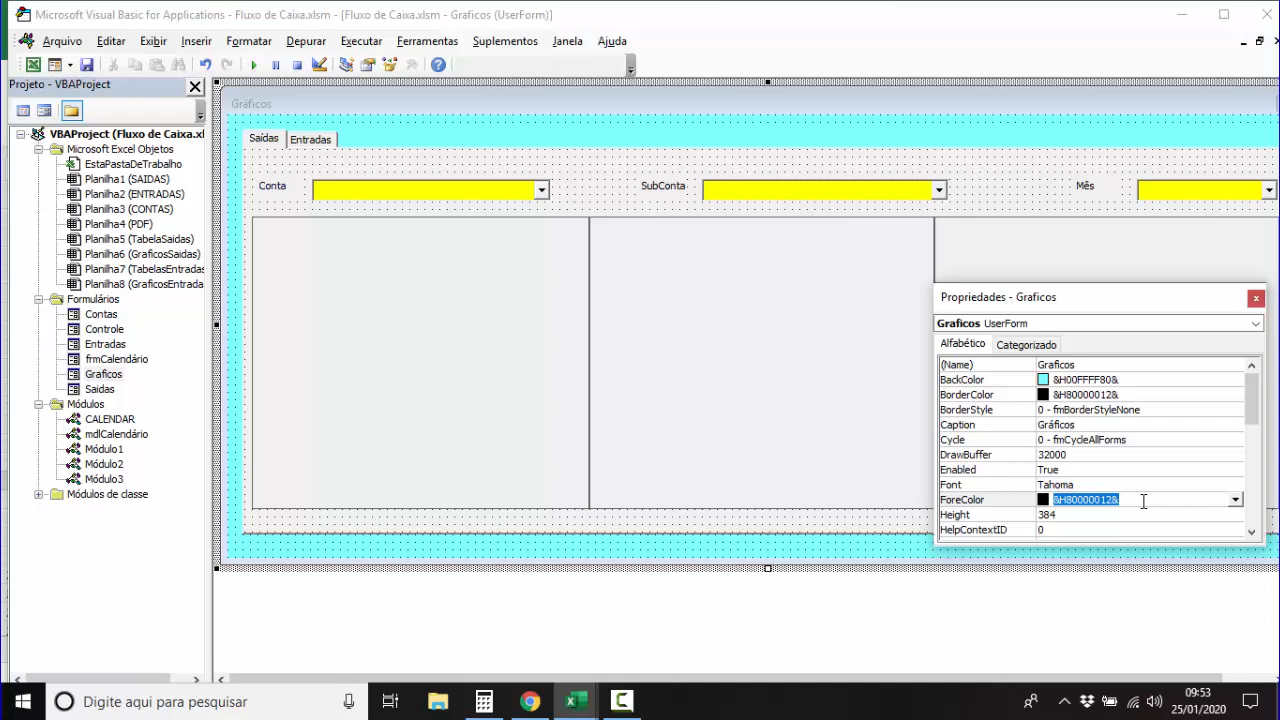 Microsoft Visual Basic for Applications - Fluxo de Caixa.xlsm - [Fluxo de Caixa.xlsm - Graficos (UserForm)]
Arquivo Editar Exibir Inserir Formatar Depurar Executar Ferramentas Suplementos Janela Ajuda
Projeto - VBAProject
VBAProject (Fluxo de Caixa.xl
Microsoft Excel Objetos
EstaPastaDeTrabalho
Planilha1 (SAIDAS)
Planilha2 (ENTRADAS)
Planilha3 (CONTAS)
Planilha4 (PDF)
Planilha5 (TabelaSaidas)
Planilha6 (GraficosSaidas)
Planilha7 (TabelasEntradas
Planilha8 (GraficosEntrada
Formulários
Contas
Controle
Entradas
frmCalendário
Graficos
Saidas
Módulos
CALENDAR
mdlCalendário
Módulo1
Módulo2
Módulo3
Módulos de classe
Gráficos
Saídas Entradas
Conta SubConta Mês
Propriedades - Graficos
Graficos UserForm
Alfabético Categorizado
(Name) Graficos
BackColor &H00FFFF80&
BorderColor &H80000012&
BorderStyle 0 - fmBorderStyleNone
Caption Gráficos
Cycle 0 - fmCycleAllForms
DrawBuffer 32000
Enabled True
Font Tahoma
ForeColor &H80000012&
Height 384
HelpContextID 0
Digite aqui para pesquisar
09:53
25/01/2020